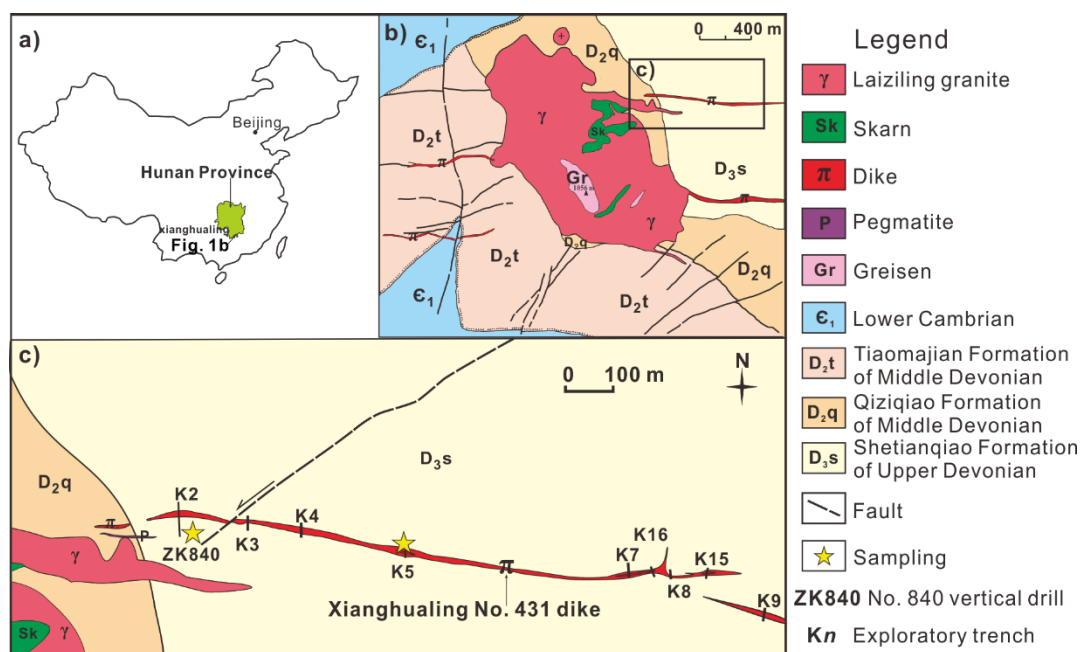 a)
Beijing
Hunan Province
xianghualing
Fig. 1b
b)
Є₁
D₂q
0 400 m
c)
π
γ
Sk
D₂t
π
Gr
1856 m
D₃s
π
γ
π
D₂q
D₂t
D₂q
Є₁
D₂t
c)
0 100 m
N
D₃s
D₂q
K2
K4
K16
π
P
ZK840
K3
K5
π
K7
K15
K8
γ
K9
Xianghualing No. 431 dike
Sk
γ
Legend
γ Laiziling granite
Sk Skarn
π Dike
P Pegmatite
Gr Greisen
Є₁ Lower Cambrian
D₂t Tiaomajian Formation
of Middle Devonian
D₂q Qiziqiao Formation
of Middle Devonian
D₃s Shetianqiao Formation
of Upper Devonian
Fault
Sampling
ZK840 No. 840 vertical drill
Kn Exploratory trench